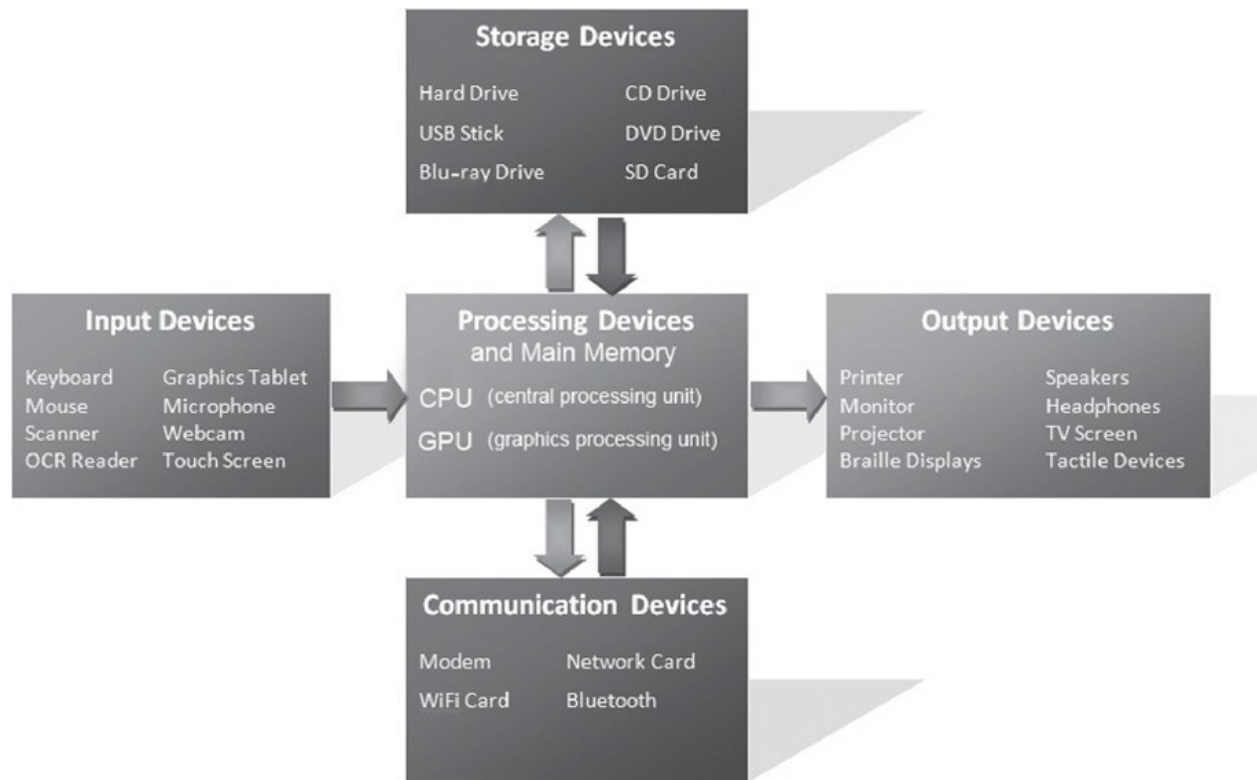 Storage Devices
Hard Drive CD Drive
USB Stick DVD Drive
Blu-ray Drive SD Card
Input Devices
Keyboard Graphics Tablet
Mouse Microphone
Scanner Webcam
OCR Reader Touch Screen
Processing Devices
and Main Memory
CPU (central processing unit)
GPU (graphics processing unit)
Output Devices
Printer Speakers
Monitor Headphones
Projector TV Screen
Braille Displays Tactile Devices
Communication Devices
Modem Network Card
WiFi Card Bluetooth